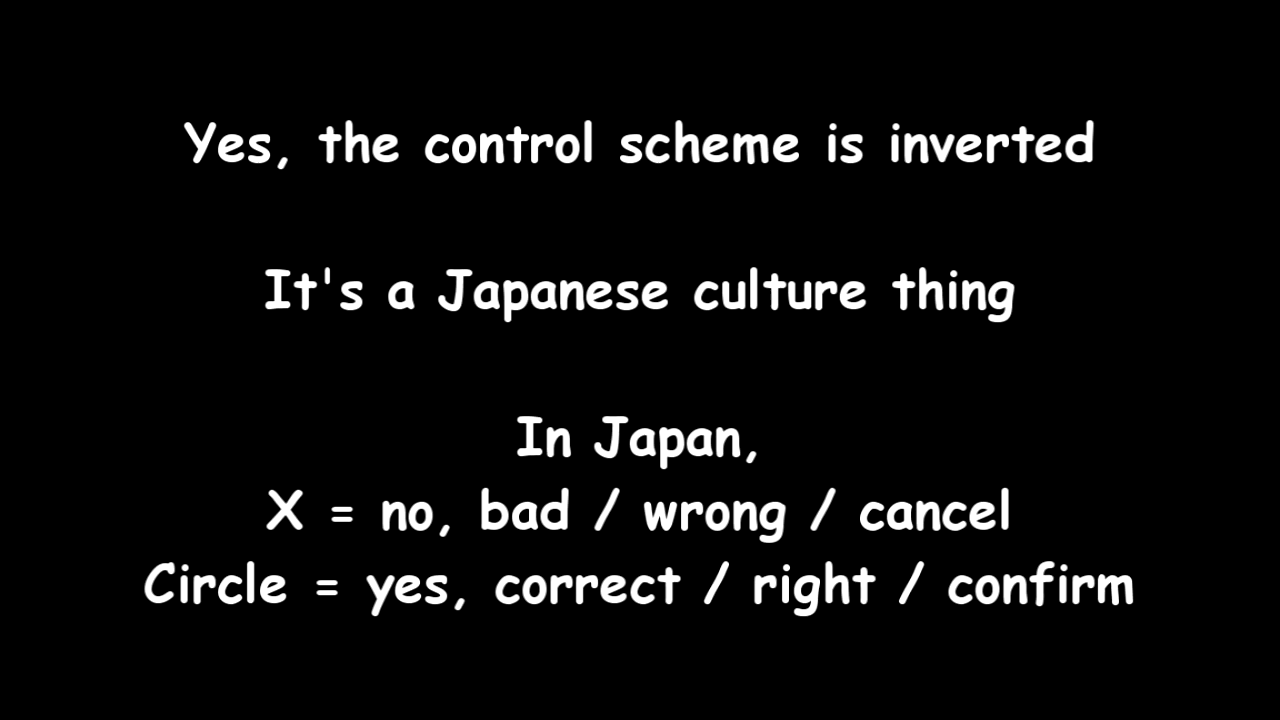 Yes, the control scheme is inverted
It's a Japanese culture thing
In Japan,
X = no, bad / wrong / cancel
Circle = yes, correct / right / confirm